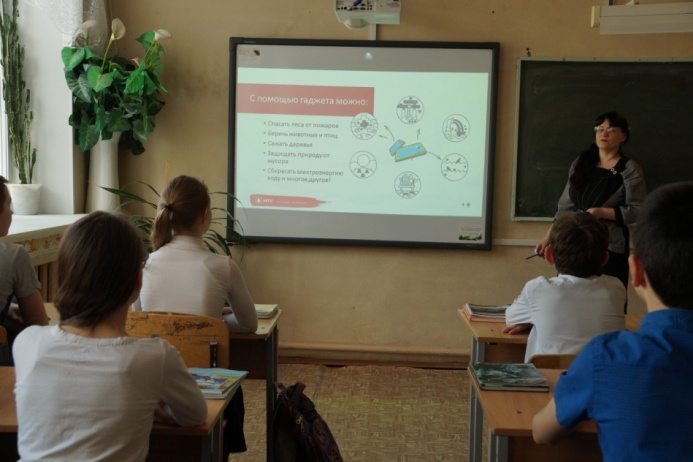 С помощью гаджета можно:
• Спасать леса от пожаров
• Беречь животных и птиц
• Сажать деревья
• Защищать природу от
мусора
• Сберегать электроэнергию
воду и многое другое!